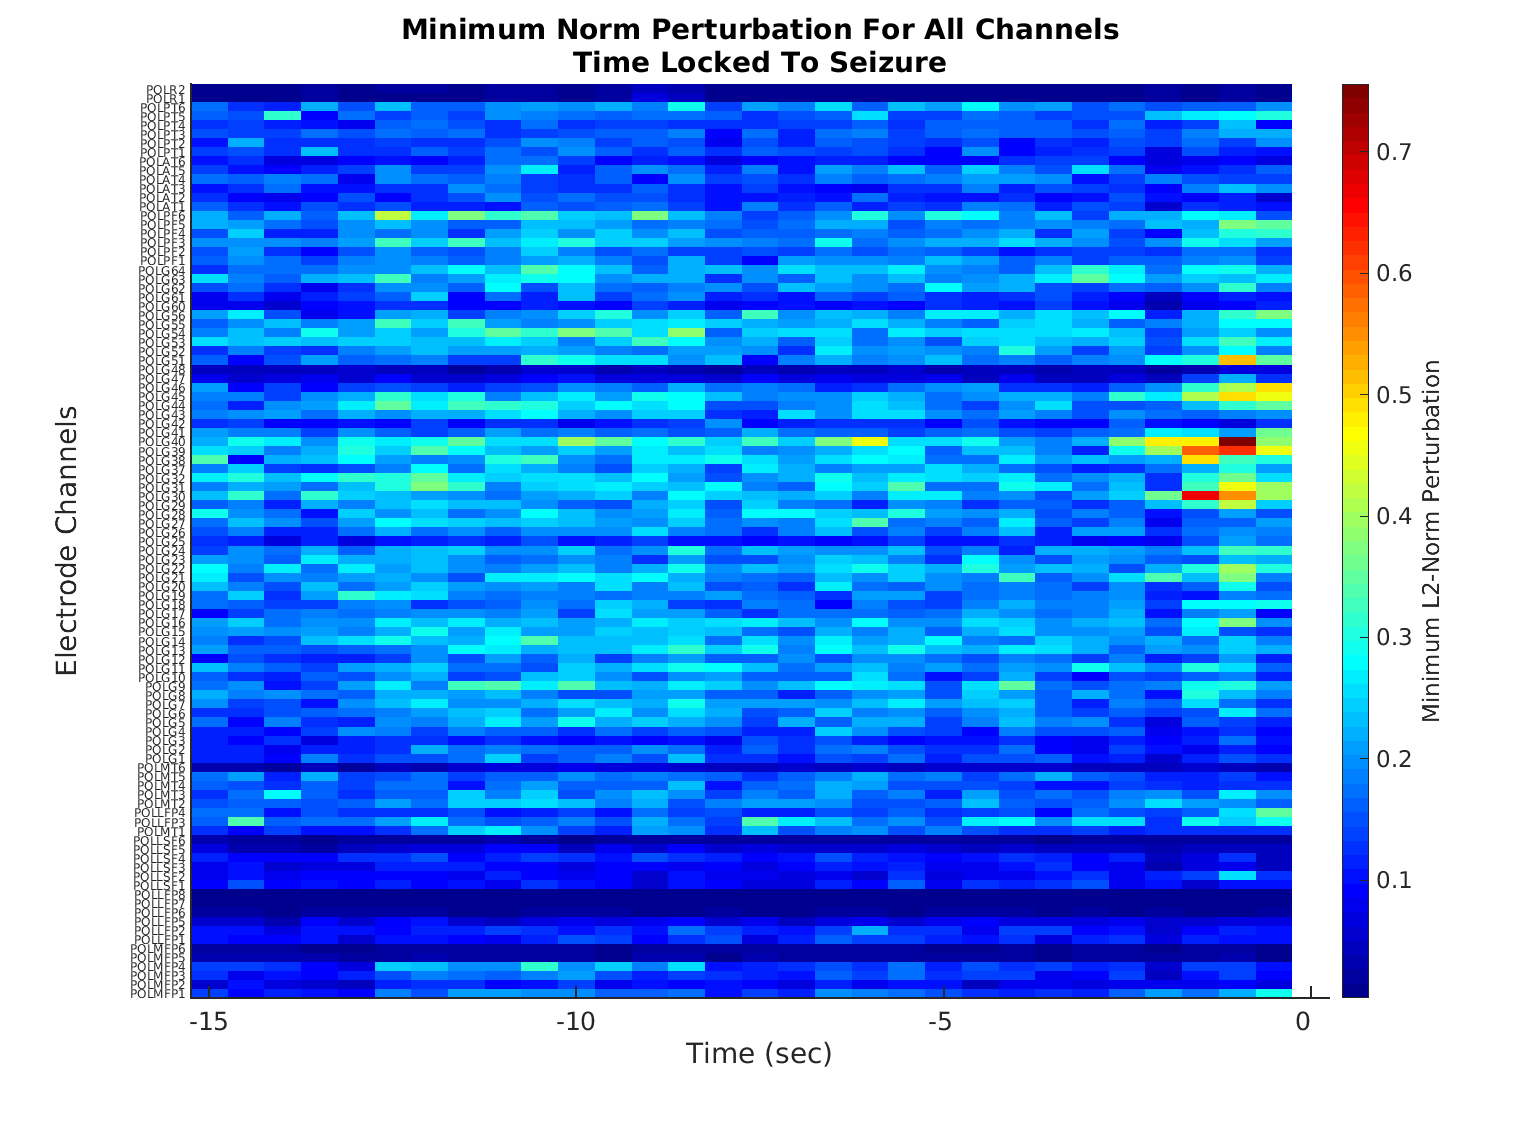 Minimum Norm Perturbation For All Channels
Time Locked To Seizure
Electrode Channels
POLR2
POLR1
POLPT6
POLPT5
POLPT4
POLPT3
POLPT2
POLPT1
POLAT6
POLAT5
POLAT4
POLAT3
POLAT2
POLAT1
POLPF6
POLPF5
POLPF4
POLPF3
POLPF2
POLPF1
POLG64
POLG63
POLG62
POLG61
POLG60
POLG56
POLG55
POLG54
POLG53
POLG52
POLG51
POLG48
POLG47
POLG46
POLG45
POLG44
POLG43
POLG42
POLG41
POLG40
POLG39
POLG38
POLG37
POLG32
POLG31
POLG30
POLG29
POLG28
POLG27
POLG26
POLG25
POLG24
POLG23
POLG22
POLG21
POLG20
POLG19
POLG18
POLG17
POLG16
POLG15
POLG14
POLG13
POLG12
POLG11
POLG10
POLG9
POLG8
POLG7
POLG6
POLG5
POLG4
POLG3
POLG2
POLG1
POLMT6
POLMT5
POLMT4
POLMT3
POLMT2
POLLFP4
POLLFP3
POLMT1
POLLSF6
POLLSF5
POLLSF4
POLLSF3
POLLSF2
POLLSF1
POLLFP8
POLLFP7
POLLFP6
POLLFP5
POLLFP2
POLLFP1
POLMFP6
POLMFP5
POLMFP4
POLMFP3
POLMFP2
POLMFP1
-15
-10
-5
0
Time (sec)
0.7
0.6
0.5
0.4
0.3
0.2
0.1
Minimum L2-Norm Perturbation